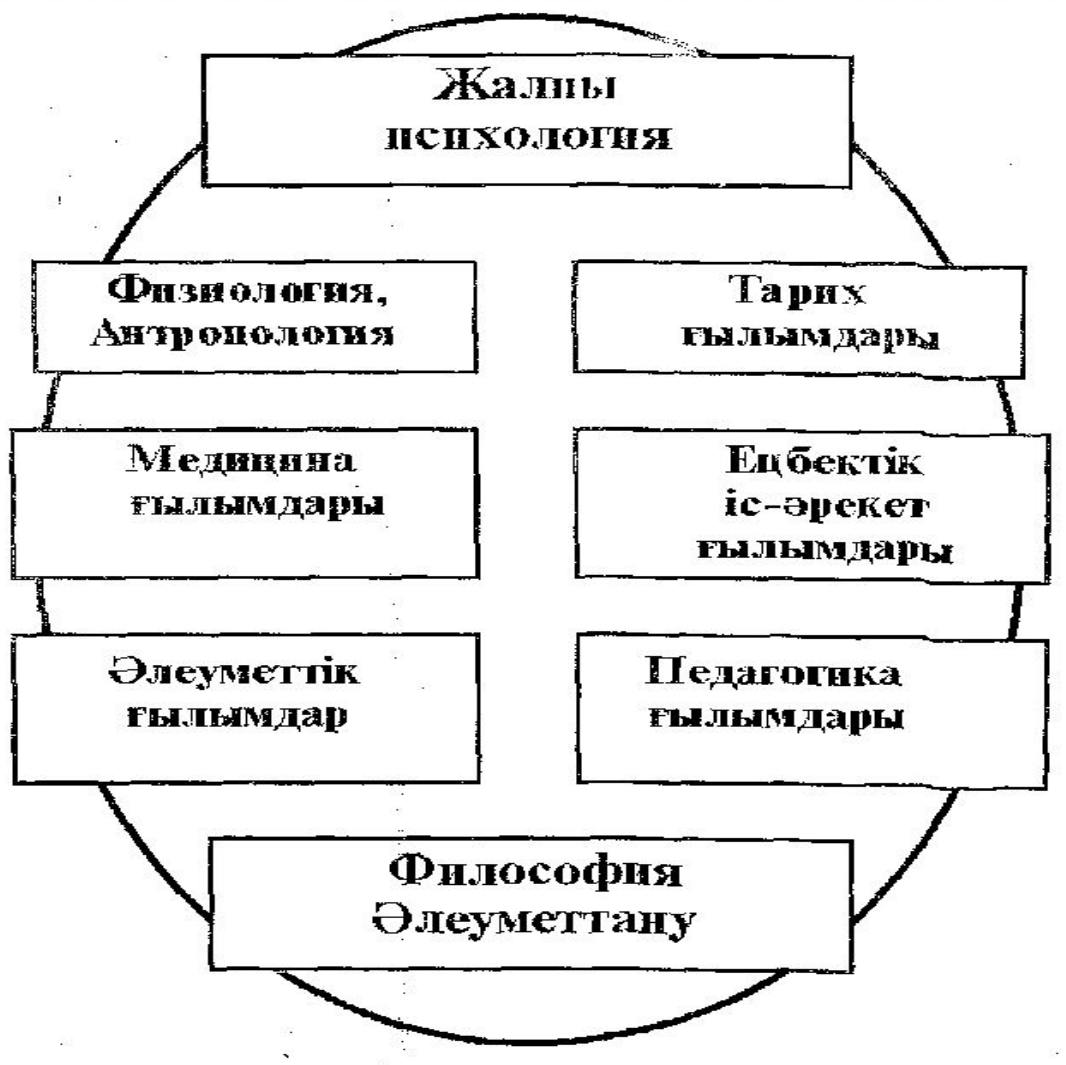 Жалпы
психология
Физиология,
Антропология
Тарих
ғылымдары
Медицина
ғылымдары
Еңбектік
іс-әрекет
ғылымдары
Әлеуметтік
ғылымдар
Педагогика
ғылымдары
Философия
Әлеуметтану